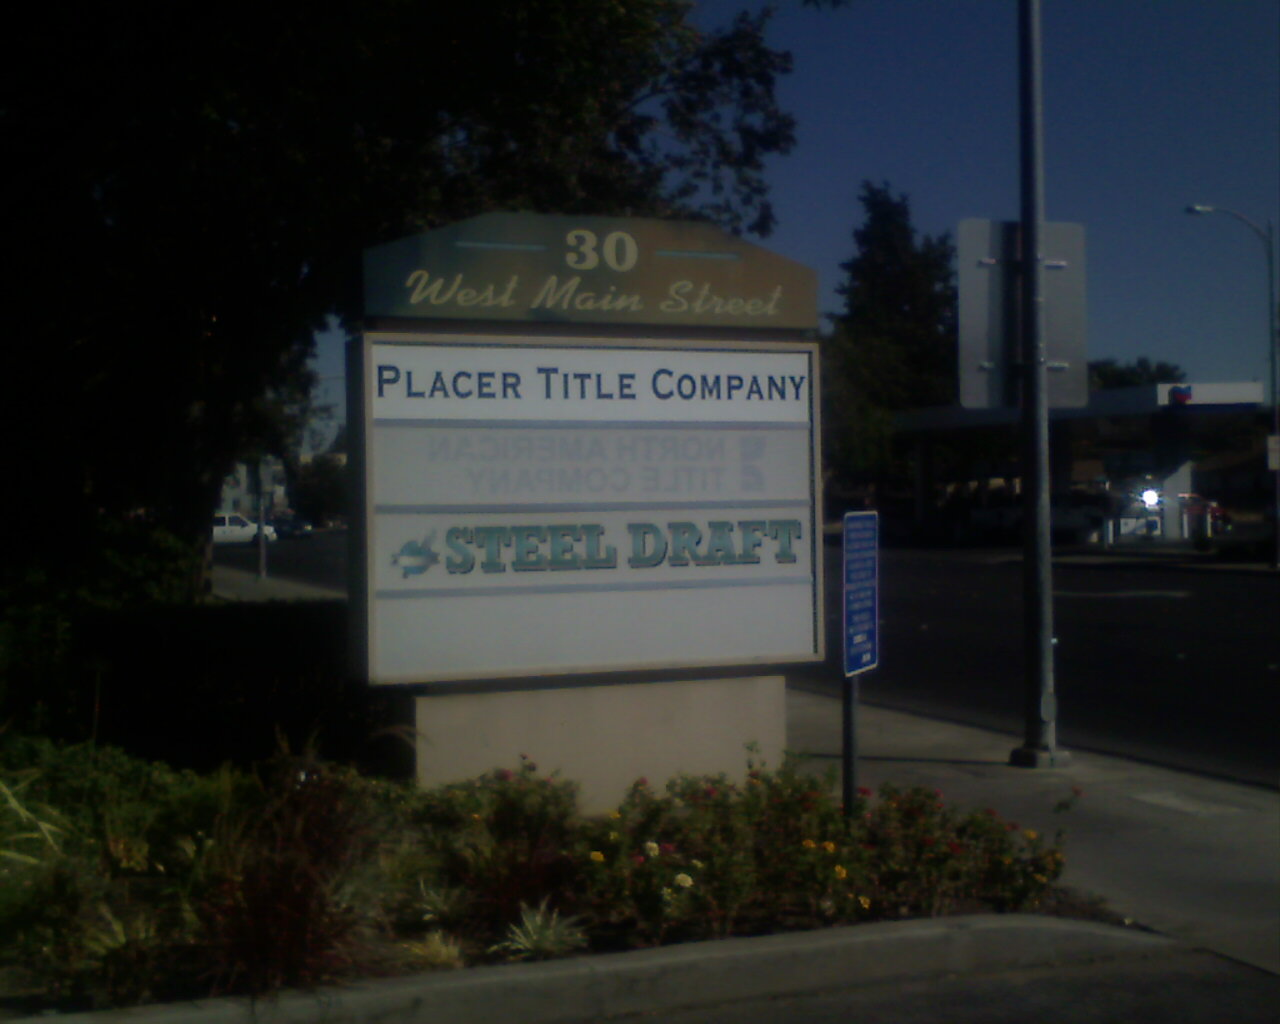 30
West Main Street
PLACER TITLE COMPANY
NORTH AMERICAN
TITLE COMPANY
STEEL DRAFT